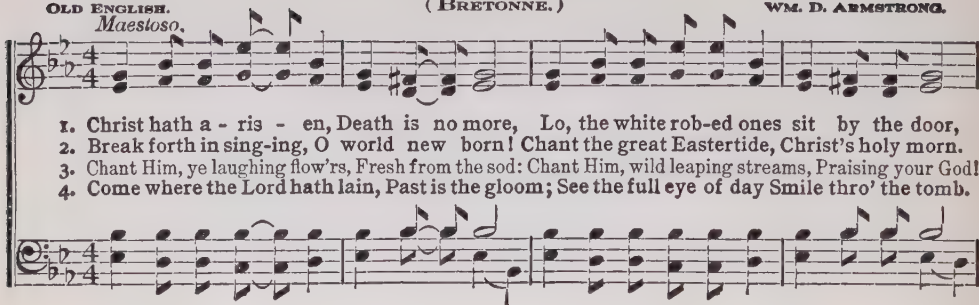 OLD ENGLISH. (BRETONNE.) WM. D. ARMSTRONG.
Maestoso.
1. Christ hath a - ris - en, Death is no more, Lo, the white rob-ed ones sit by the door,
2. Break forth in sing-ing, O world new born! Chant the great Eastertide, Christ's holy morn.
3. Chant Him, ye laughing flow'rs, Fresh from the sod: Chant Him, wild leaping streams, Praising your God!
4. Come where the Lord hath lain, Past is the gloom; See the full eye of day Smile thro' the tomb.